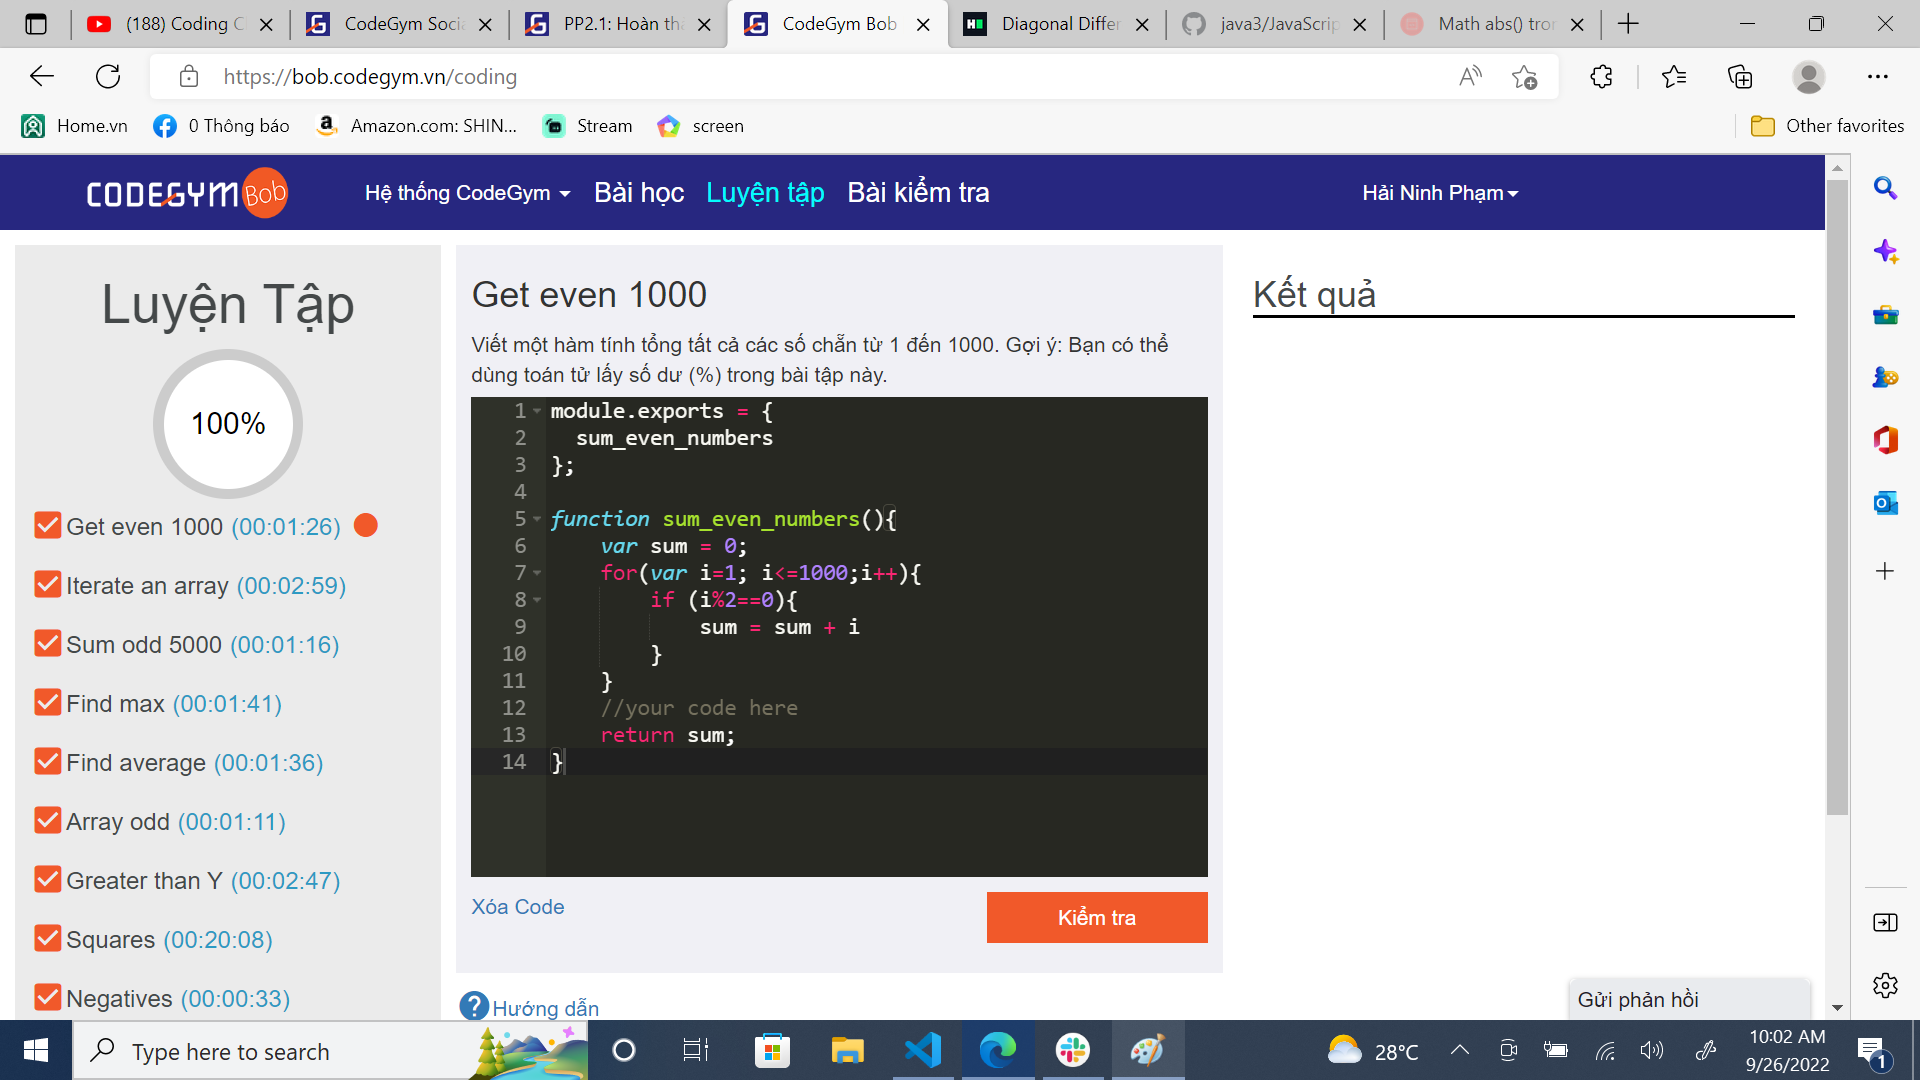 (188) Coding C
CodeGym Socia
PP2.1: Hoàn thà
CodeGym Bob
Diagonal Differ
java3/JavaScrip
Math abs() tron
https://bob.codegym.vn/coding
Home.vn
0 Thông báo
Amazon.com: SHIN...
Stream
screen
Other favorites
CODEGYM Bob
Hệ thống CodeGym
Bài học
Luyện tập
Bài kiểm tra
Hải Ninh Phạm
Luyện Tập
100%
Get even 1000 (00:01:26)
Iterate an array (00:02:59)
Sum odd 5000 (00:01:16)
Find max (00:01:41)
Find average (00:01:36)
Array odd (00:01:11)
Greater than Y (00:02:47)
Squares (00:20:08)
Negatives (00:00:33)
Get even 1000
Viết một hàm tính tổng tất cả các số chẵn từ 1 đến 1000. Gợi ý: Bạn có thể
dùng toán tử lấy số dư (%) trong bài tập này.
1 module.exports = {
2 sum_even_numbers
3 };
4
5 function sum_even_numbers(){
6 var sum = 0;
7 for(var i=1; i<=1000;i++){
8 if (i%2==0){
9 sum = sum + i
10 }
11 }
12 //your code here
13 return sum;
14 }
Xóa Code
Kiểm tra
Hướng dẫn
Kết quả
Gửi phản hồi
Type here to search
28°C
10:02 AM
9/26/2022
1